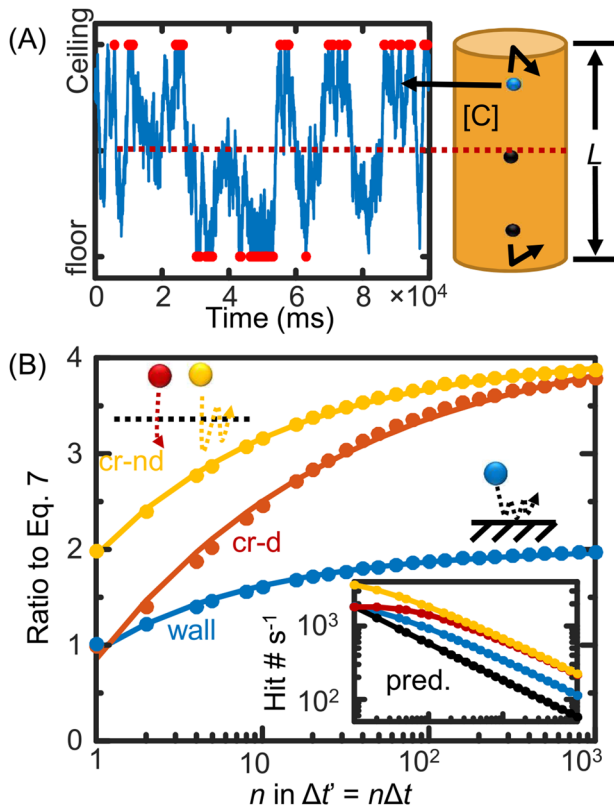 (A)
Ceiling
floor
0
2
4
6
8
×10⁴
Time (ms)
[C]
L
(B)
Ratio to Eq. 7
4
3
2
1
0
cr-nd
cr-d
wall
Hit # s⁻¹
10³
10²
pred.
1
10
10²
10³
n in Δt' = nΔt